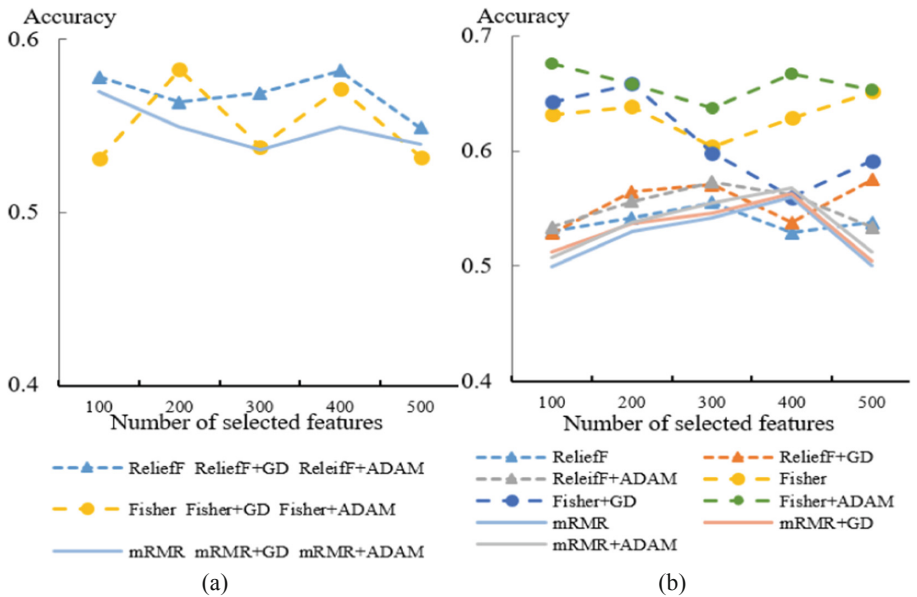 Accuracy
0.6
0.5
0.4
100 200 300 400 500
Number of selected features
ReliefF ReliefF+GD ReleifF+ADAM
Fisher Fisher+GD Fisher+ADAM
mRMR mRMR+GD mRMR+ADAM
(a)
Accuracy
0.7
0.6
0.5
0.4
100 200 300 400 500
Number of selected features
ReliefF ReliefF+GD
ReleifF+ADAM Fisher
Fisher+GD Fisher+ADAM
mRMR mRMR+GD
mRMR+ADAM
(b)